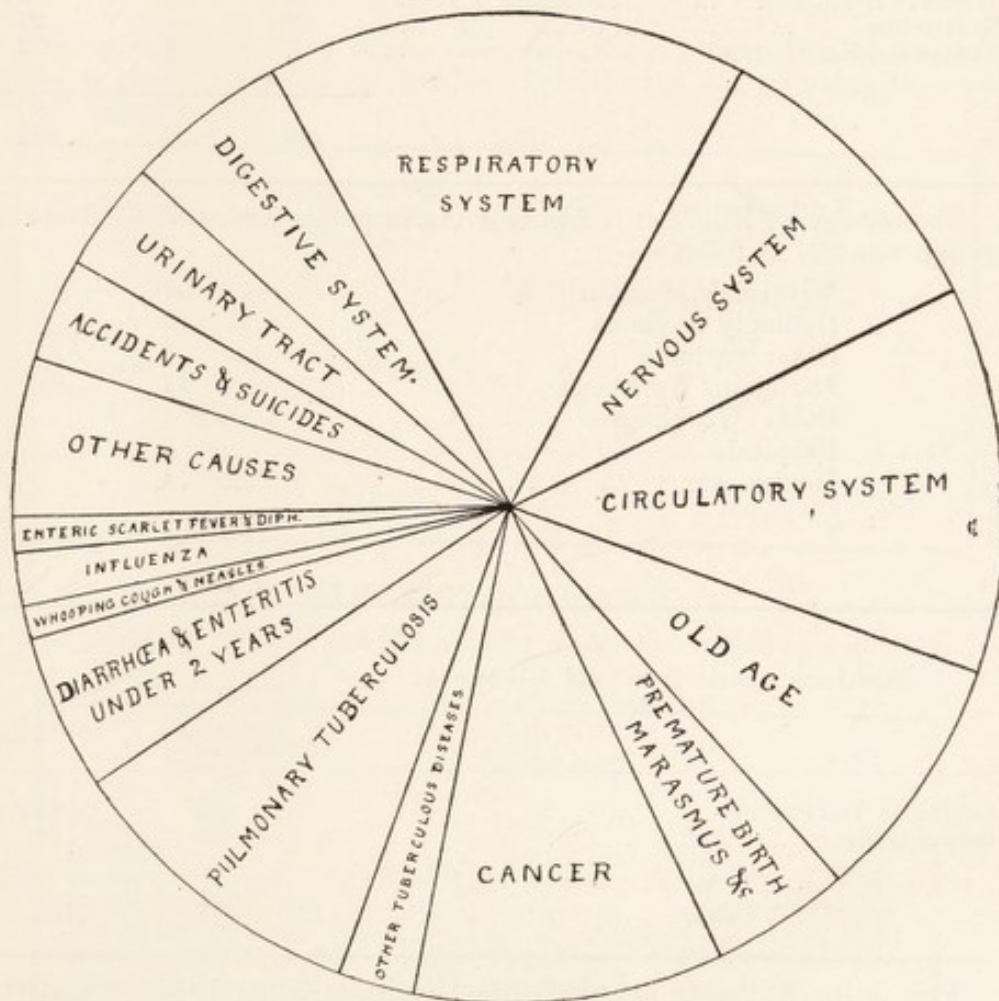 RESPIRATORY
SYSTEM
NERVOUS SYSTEM
CIRCULATORY SYSTEM
OLD AGE
PREMATURE BIRTH
MARASMUS &c
CANCER
OTHER TUBERCULOUS DISEASES
PULMONARY TUBERCULOSIS
DIARRHŒA & ENTERITIS
UNDER 2 YEARS
WHOOPING COUGH & MEASLES
INFLUENZA
ENTERIC SCARLET FEVER & DIPH.
OTHER CAUSES
ACCIDENTS & SUICIDES
URINARY TRACT
DIGESTIVE SYSTEM.